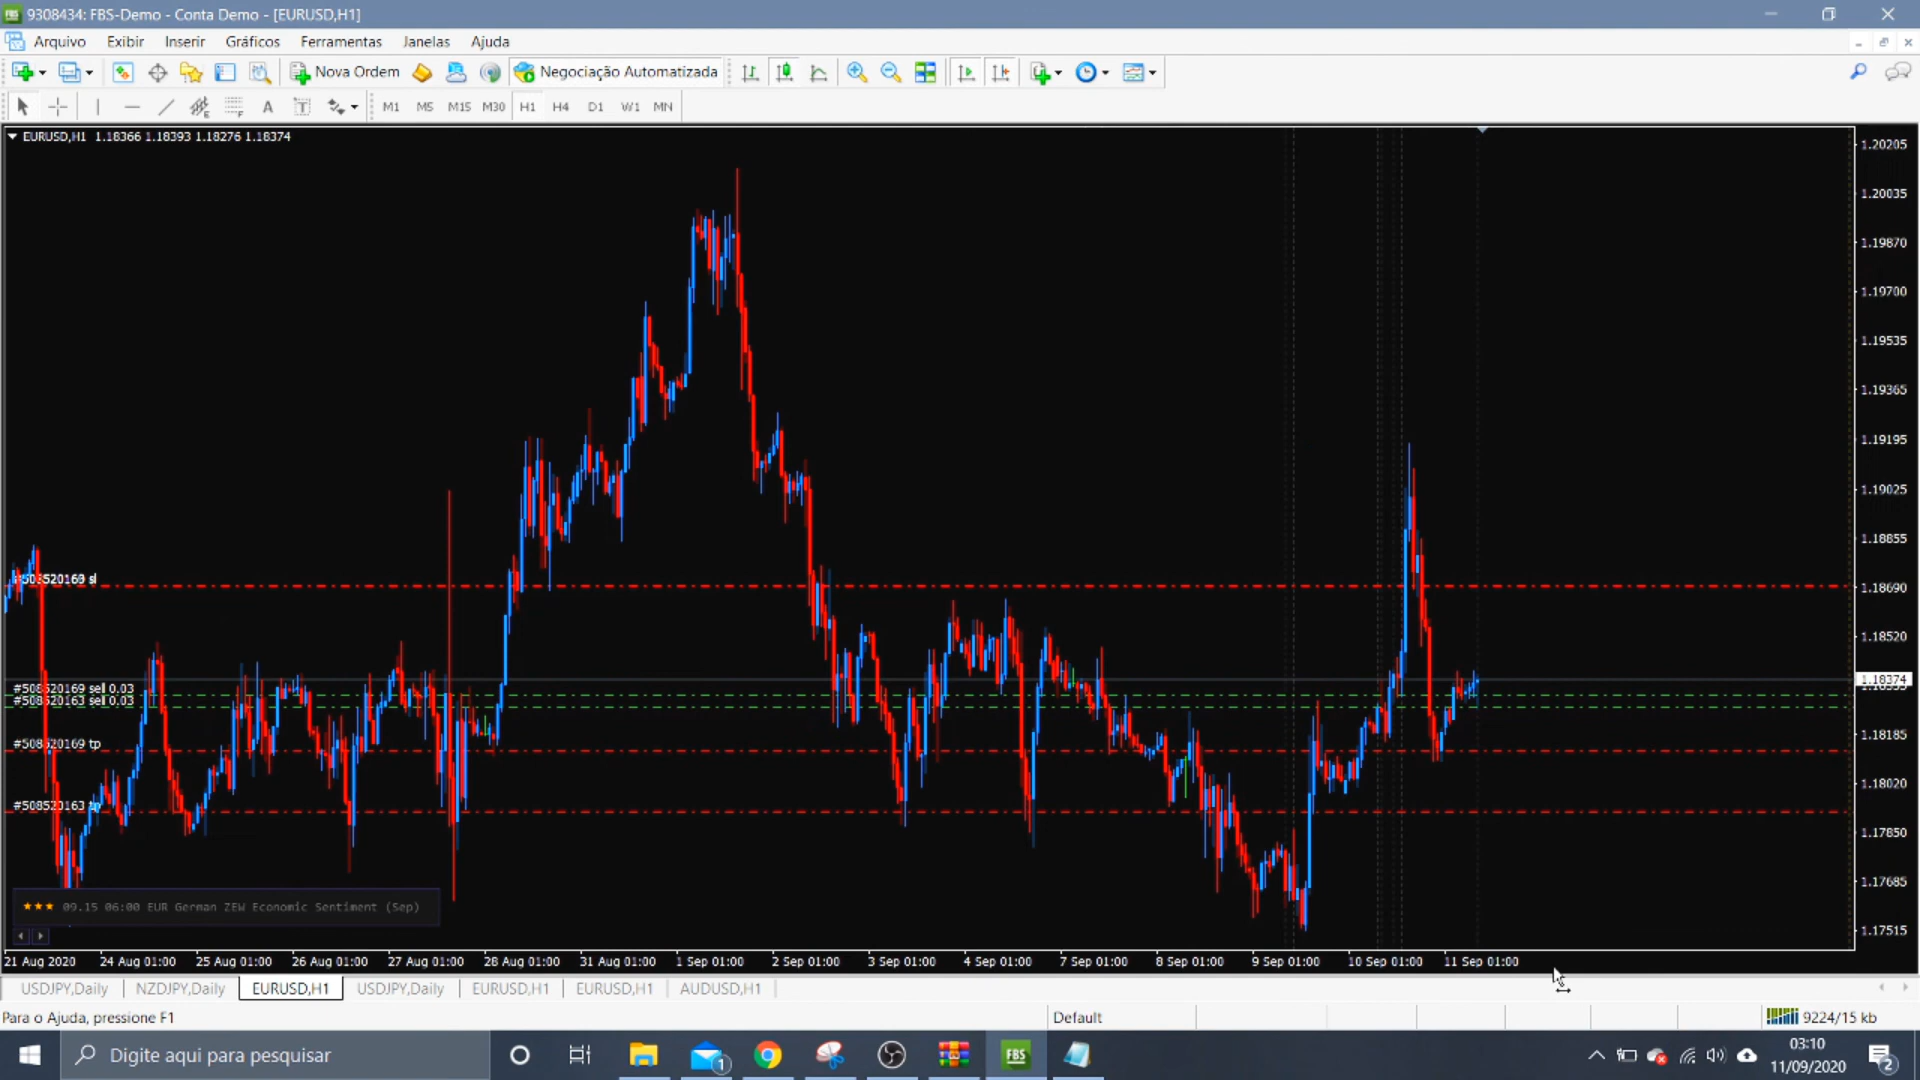 9308434: FBS-Demo - Conta Demo - [EURUSD,H1]
Arquivo Exibir Inserir Gráficos Ferramentas Janelas Ajuda
Nova Ordem Negociação Automatizada
A T M1 M5 M15 M30 H1 H4 D1 W1 MN
EURUSD,H1 1.18366 1.18393 1.18276 1.18374
1.20205
1.20035
1.19870
1.19700
1.19535
1.19365
1.19195
1.19025
1.18855
#508520169 sl
1.18690
1.18520
1.18374
#508520169 sell 0.03
#508520163 sell 0.03
1.18185
#508520169 tp
1.18020
#508520163 tp
1.17850
1.17685
★★★ 09.15 06:00 EUR German ZEW Economic Sentiment (Sep)
1.17515
21 Aug 2020 24 Aug 01:00 25 Aug 01:00 26 Aug 01:00 27 Aug 01:00 28 Aug 01:00 31 Aug 01:00 1 Sep 01:00 2 Sep 01:00 3 Sep 01:00 4 Sep 01:00 7 Sep 01:00 8 Sep 01:00 9 Sep 01:00 10 Sep 01:00 11 Sep 01:00
USDJPY,Daily NZDJPY,Daily EURUSD,H1 USDJPY,Daily EURUSD,H1 EURUSD,H1 AUDUSD,H1
Para o Ajuda, pressione F1 Default 9224/15 kb
Digite aqui para pesquisar 1 FBS 03:10
11/09/2020 2